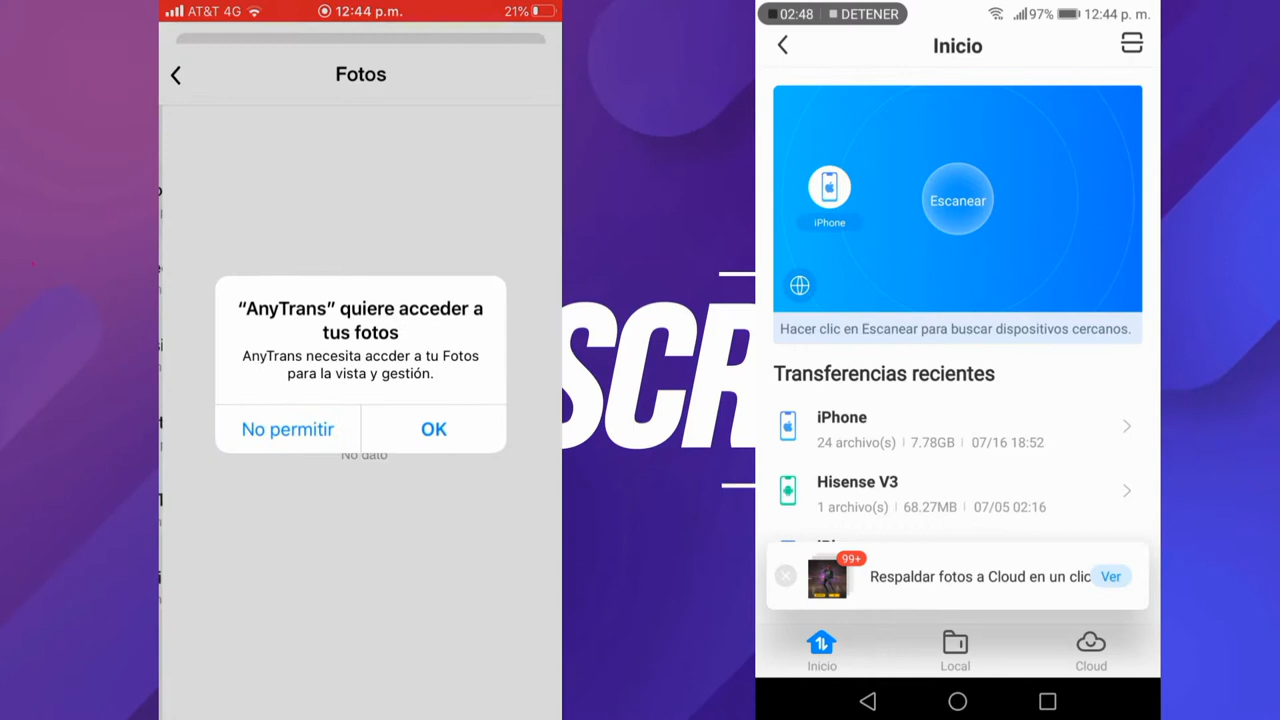 AT&T 4G
12:44 p.m.
21%
Fotos
“AnyTrans” quiere acceder a
tus fotos
AnyTrans necesita accder a tu Fotos
para la vista y gestión.
No permitir
OK
No dato
SCR
02:48
DETENER
97%
12:44 p. m.
Inicio
iPhone
Escanear
Hacer clic en Escanear para buscar dispositivos cercanos.
Transferencias recientes
iPhone
24 archivo(s) | 7.78GB | 07/16 18:52
Hisense V3
1 archivo(s) | 68.27MB | 07/05 02:16
99+
Respaldar fotos a Cloud en un clic
Ver
Inicio
Local
Cloud